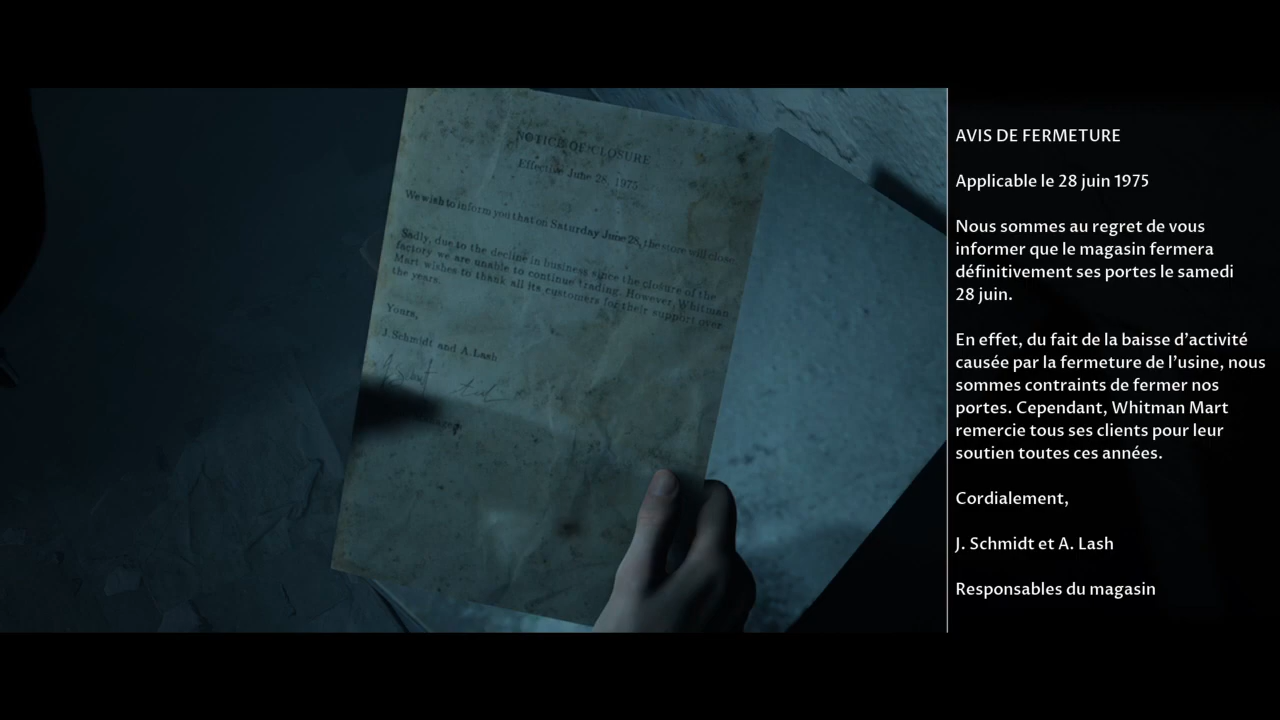 NOTICE OF CLOSURE
Effective June 28, 1975
We wish to inform you that on Saturday June 28, the store will close.
Sadly, due to the decline in business since the closure of the
factory we are unable to continue trading. However, Whitman
Mart wishes to thank all its customers for their support over
the years.
Yours,
J. Schmidt and A. Lash
AVIS DE FERMETURE
Applicable le 28 juin 1975
Nous sommes au regret de vous
informer que le magasin fermera
définitivement ses portes le samedi
28 juin.
En effet, du fait de la baisse d'activité
causée par la fermeture de l'usine, nous
sommes contraints de fermer nos
portes. Cependant, Whitman Mart
remercie tous ses clients pour leur
soutien toutes ces années.
Cordialement,
J. Schmidt et A. Lash
Responsables du magasin